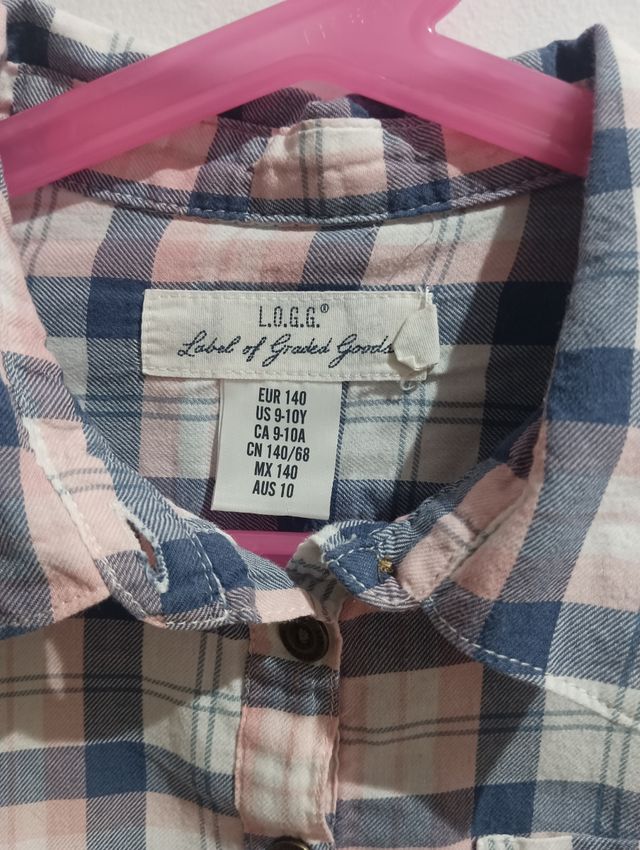 L.O.G.G.®
Label of Graded Goods
EUR 140
US 9-10Y
CA 9-10A
CN 140/68
MX 140
AUS 10